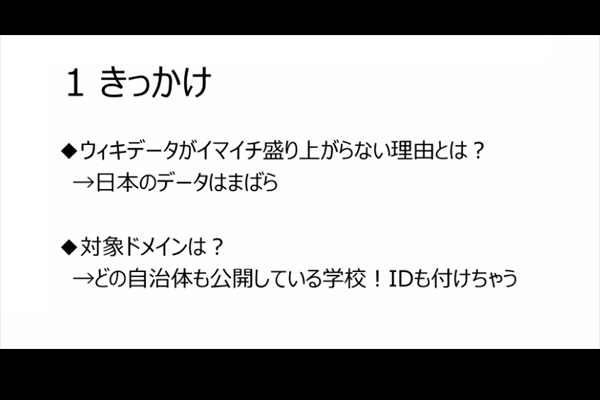 1 きっかけ
◆ウィキデータがイマイチ盛り上がらない理由とは？
→日本のデータはまばら
◆対象ドメインは？
→どの自治体も公開している学校！IDも付けちゃう